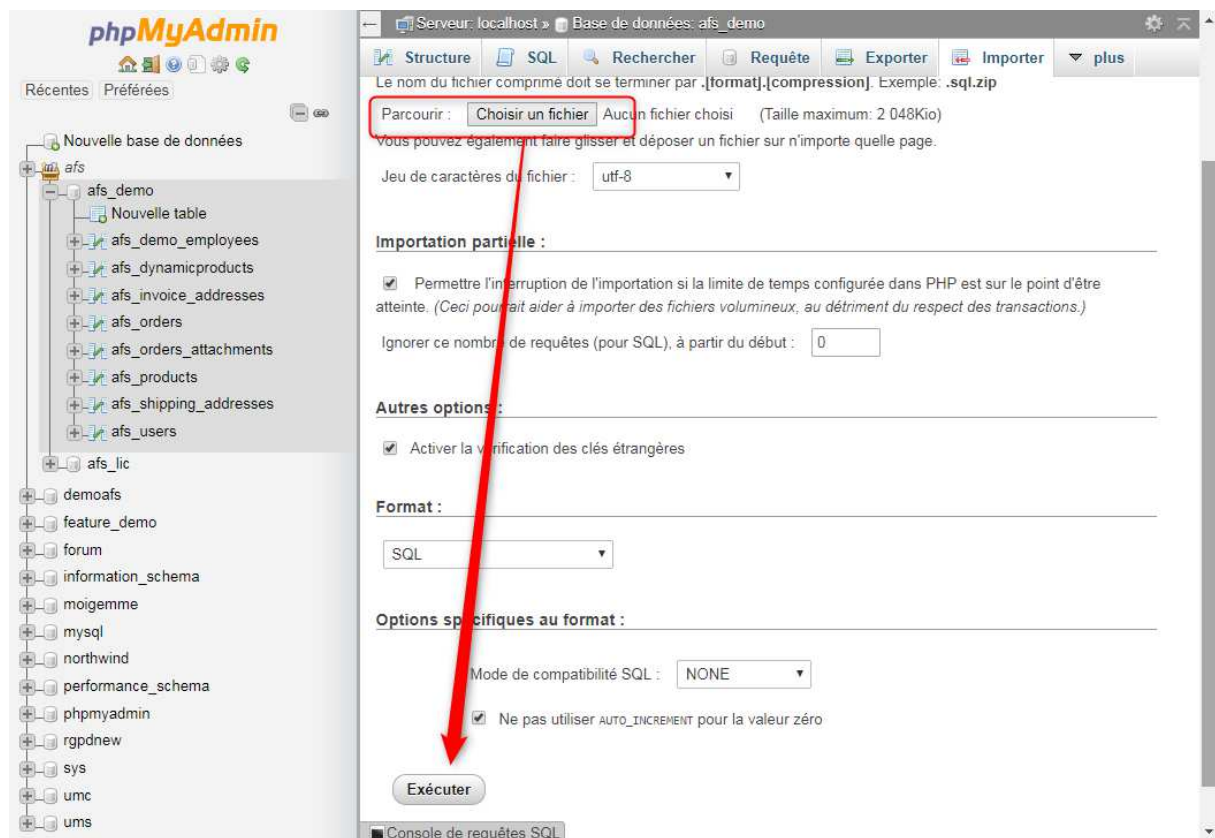 phpMyAdmin
Récentes Préférées
Nouvelle base de données
afs
afs_demo
Nouvelle table
afs_demo_employees
afs_dynamicproducts
afs_invoice_addresses
afs_orders
afs_orders_attachments
afs_products
afs_shipping_addresses
afs_users
afs_lic
demoafs
feature_demo
forum
information_schema
moigemme
mysql
northwind
performance_schema
phpmyadmin
rgpdnew
sys
umc
ums
Serveur: localhost » Base de données: afs_demo
Structure SQL Rechercher Requête Exporter Importer plus
Le nom du fichier comprimé doit se terminer par .[format].[compression]. Exemple: .sql.zip
Parcourir : Choisir un fichier Aucun fichier choisi (Taille maximum: 2 048Kio)
Vous pouvez également faire glisser et déposer un fichier sur n'importe quelle page.
Jeu de caractères du fichier : utf-8
Importation partielle :
Permettre l'interruption de l'importation si la limite de temps configurée dans PHP est sur le point d'être
atteinte. (Ceci pourrait aider à importer des fichiers volumineux, au détriment du respect des transactions.)
Ignorer ce nombre de requêtes (pour SQL), à partir du début : 0
Autres options :
Activer la vérification des clés étrangères
Format :
SQL
Options spécifiques au format :
Mode de compatibilité SQL : NONE
Ne pas utiliser AUTO_INCREMENT pour la valeur zéro
Exécuter
Console de requêtes SQL